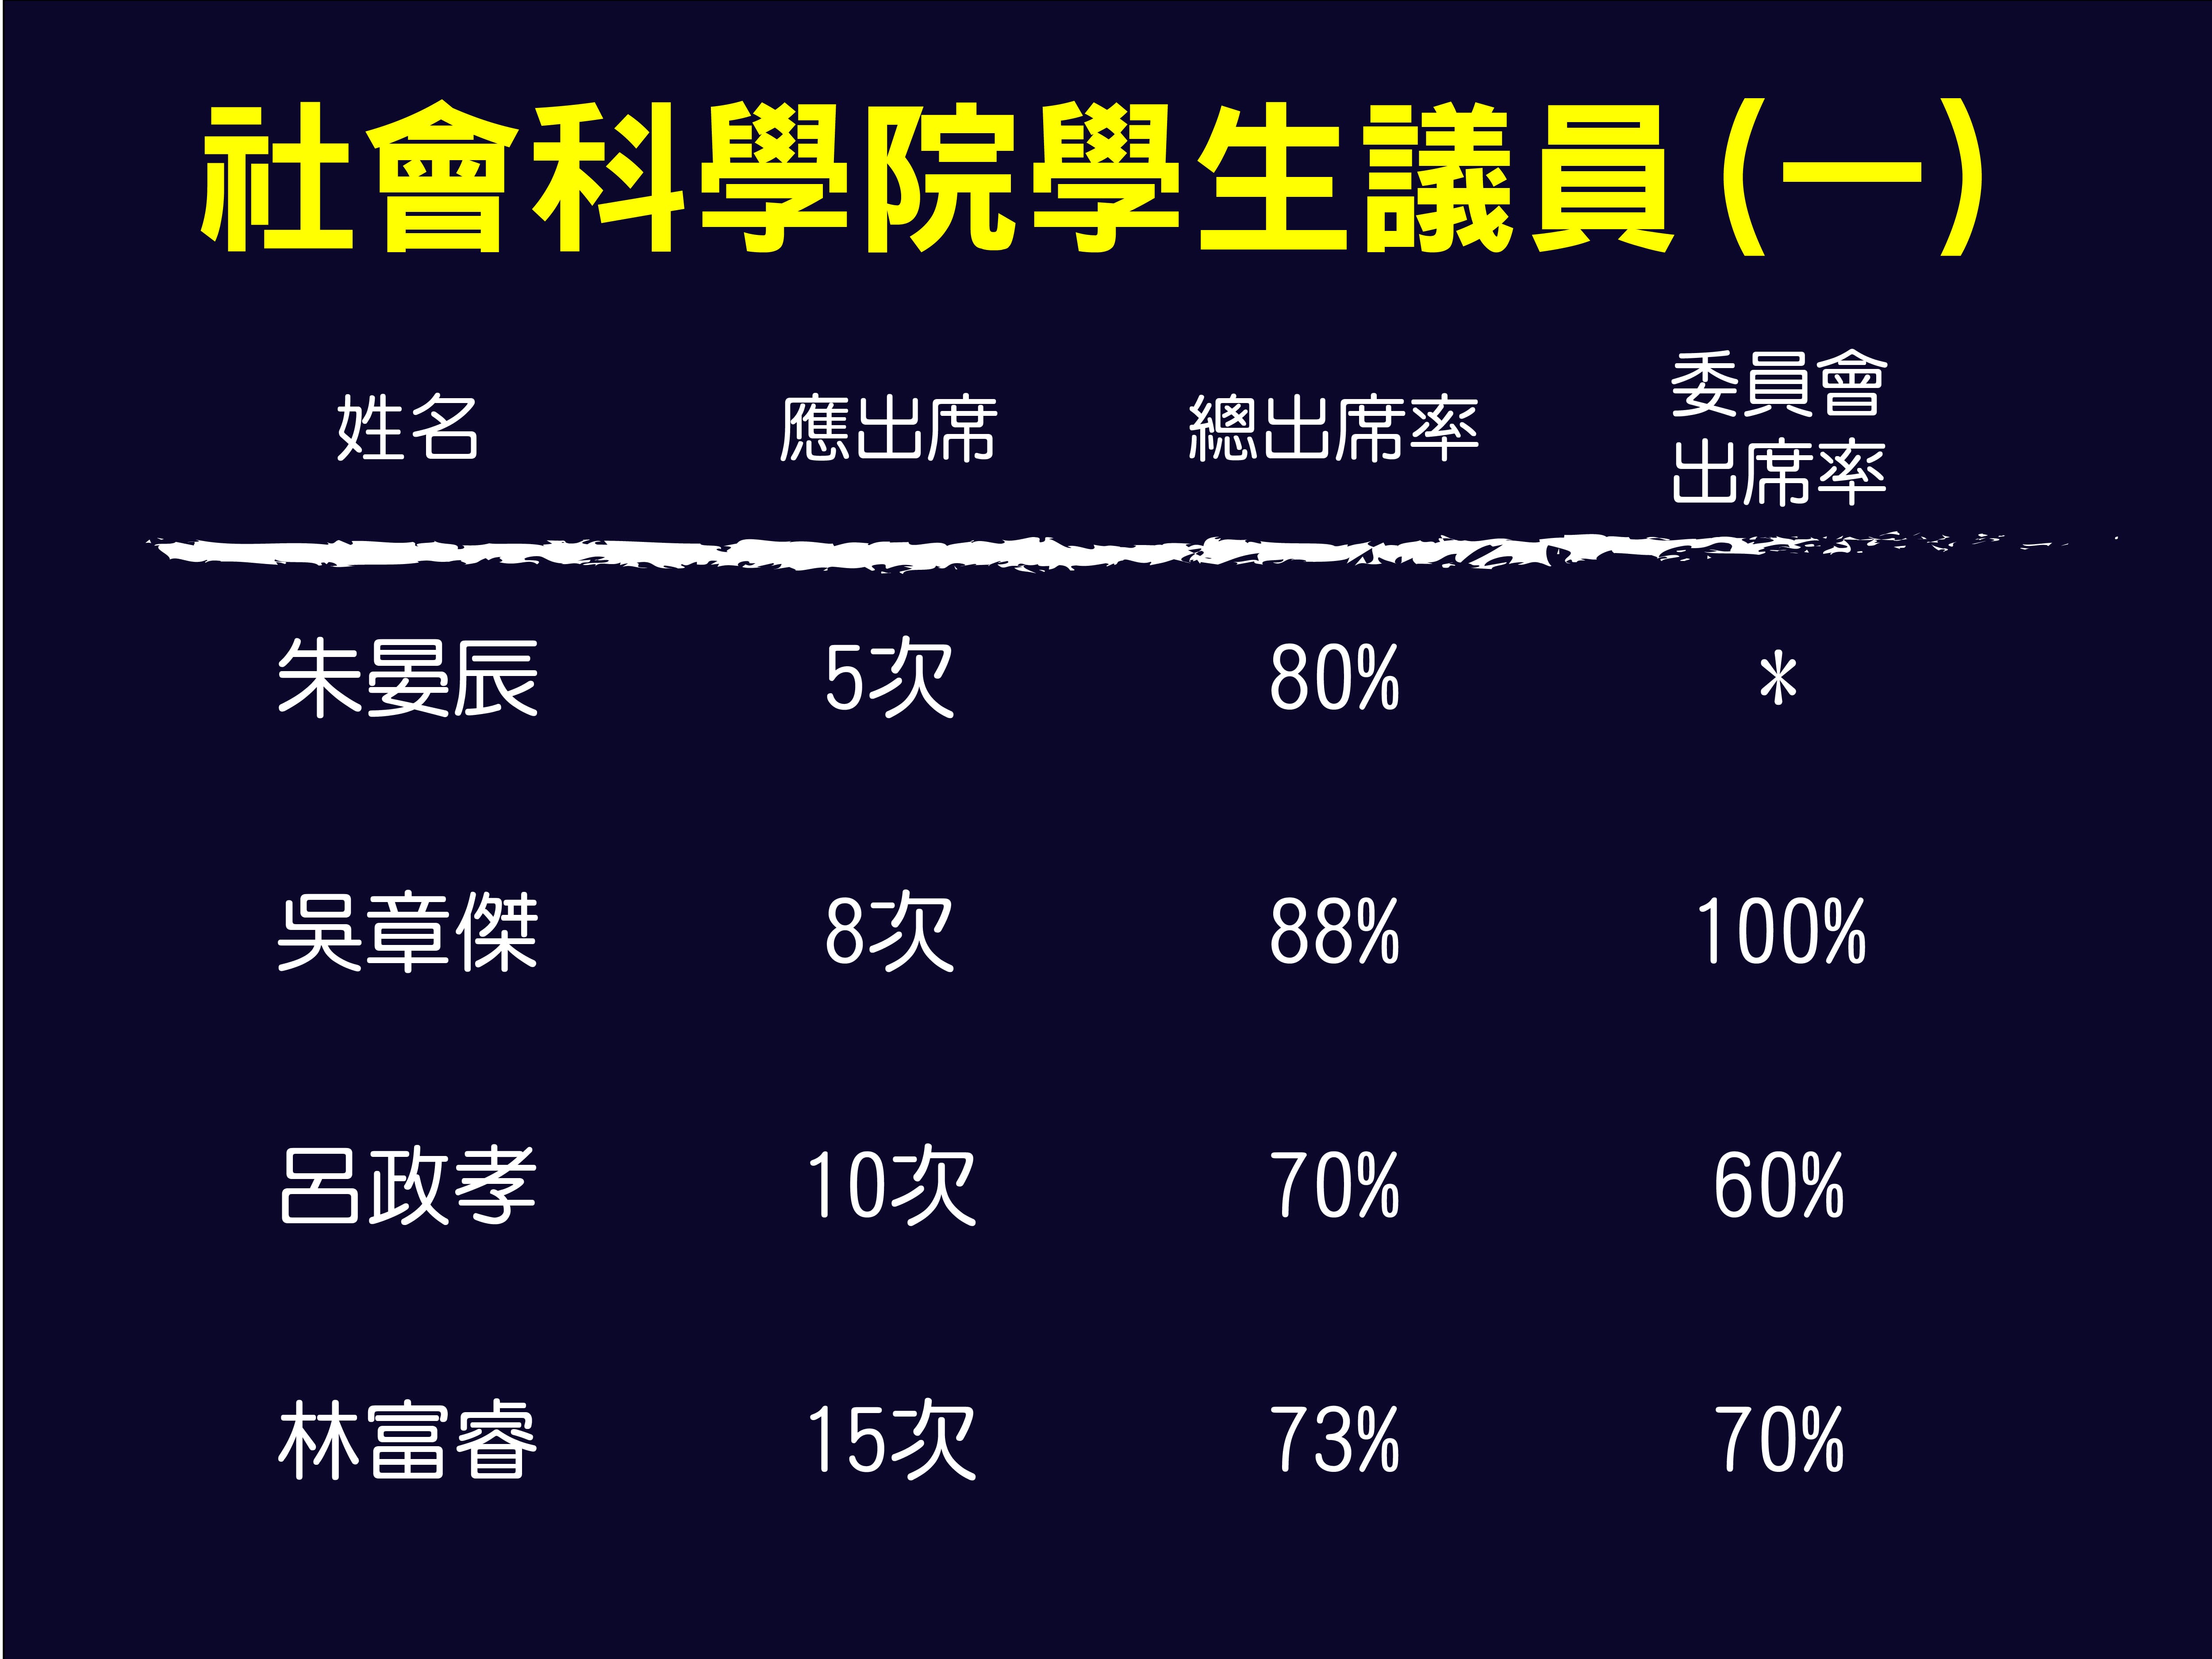 社會科學院學生議員(一)
姓名 應出席 總出席率 委員會
出席率
朱晏辰 5次 80% *
吳章傑 8次 88% 100%
呂政孝 10次 70% 60%
林富睿 15次 73% 70%